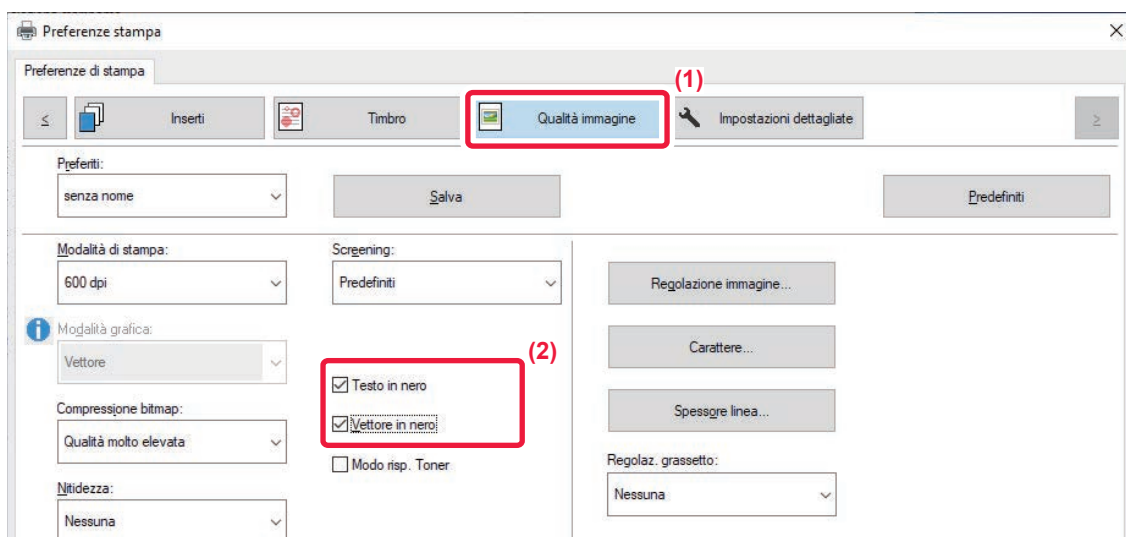 Preferenze stampa
Preferenze di stampa
(1)
<
Inserti
Timbro
Qualità immagine
Impostazioni dettagliate
>
Preferiti:
senza nome
Salva
Predefiniti
Modalità di stampa:
600 dpi
Screening:
Predefiniti
Regolazione immagine...
Modalità grafica:
Vettore
(2)
Testo in nero
Carattere...
Compressione bitmap:
Qualità molto elevata
Vettore in nero
Spessore linea...
Modo risp. Toner
Regolaz. grassetto:
Nessuna
Nitidezza:
Nessuna